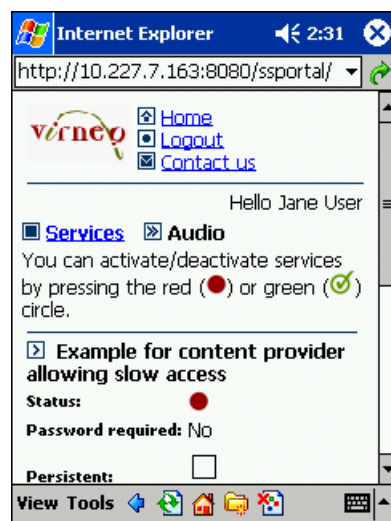 Internet Explorer 2:31
http://10.227.7.163:8080/ssportal/
virneo
Home
Logout
Contact us
Hello Jane User
Services Audio
You can activate/deactivate services
by pressing the red ( ) or green ( )
circle.
Example for content provider
allowing slow access
Status:
Password required: No
Persistent:
View Tools